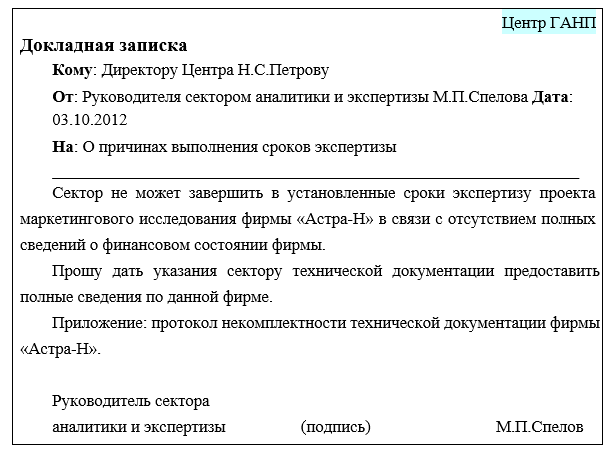 Центр ГАНП
Докладная записка
Кому: Директору Центра Н.С.Петрову
От: Руководителя сектором аналитики и экспертизы М.П.Спелова Дата:
03.10.2012
На: О причинах выполнения сроков экспертизы
Сектор не может завершить в установленные сроки экспертизу проекта
маркетингового исследования фирмы «Астра-Н» в связи с отсутствием полных
сведений о финансовом состоянии фирмы.
Прошу дать указания сектору технической документации предоставить
полные сведения по данной фирме.
Приложение: протокол некомплектности технической документации фирмы
«Астра-Н».
Руководитель сектора
аналитики и экспертизы (подпись) М.П.Спелов